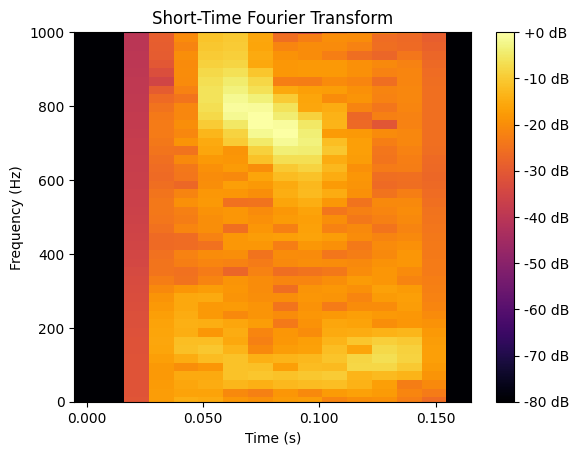 Short-Time Fourier Transform
1000
800
600
400
200
0
Frequency (Hz)
0.000
0.050
0.100
0.150
Time (s)
+0 dB
-10 dB
-20 dB
-30 dB
-40 dB
-50 dB
-60 dB
-70 dB
-80 dB